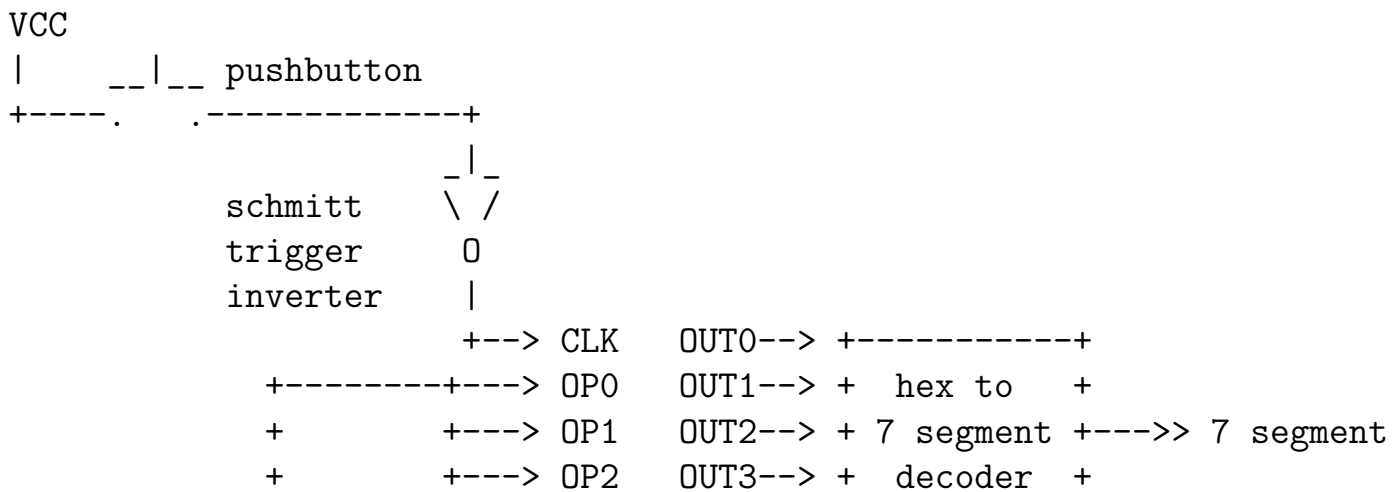 VCC
|    __|__ pushbutton
+----.   .-------------+
                      _|_
          schmitt     \ /
          trigger      O
          inverter     |
                       +--> CLK   OUT0--> +-----------+
            +--------+---> OP0   OUT1--> +  hex to   +
            +        +---> OP1   OUT2--> + 7 segment +--->> 7 segment
            +        +---> OP2   OUT3--> +  decoder  +